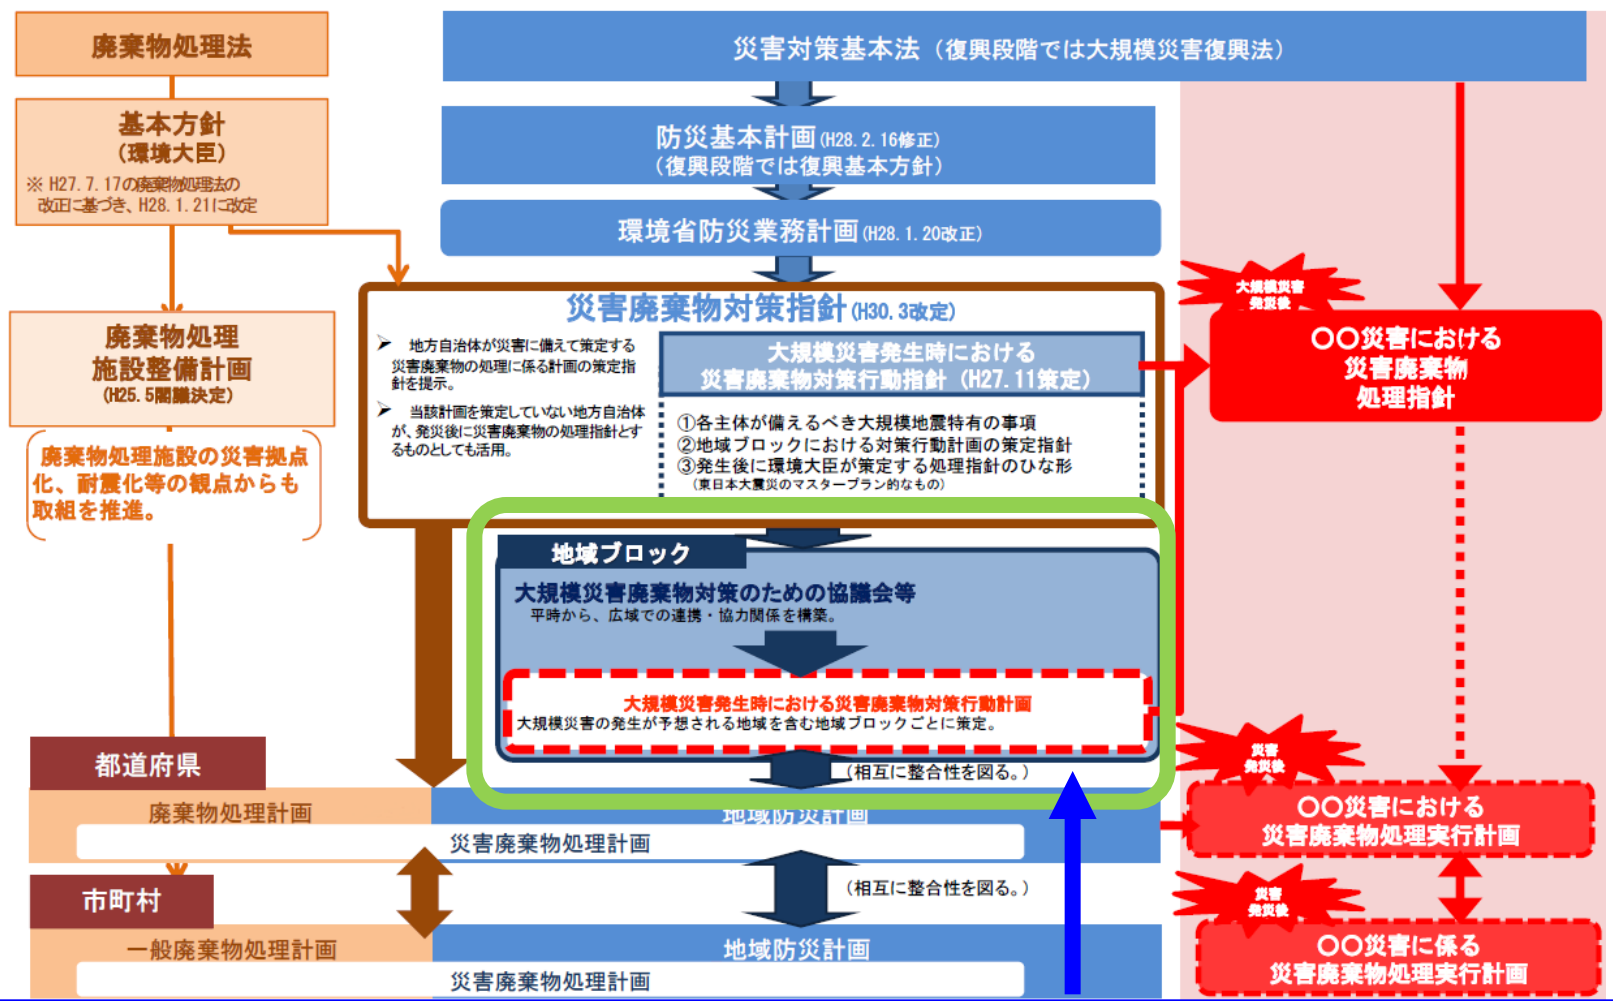 廃棄物処理法
基本方針
（環境大臣）
※ H27.7.17の廃棄物処理法の
改正に基づき、H28.1.21に改定
廃棄物処理
施設整備計画
(H25.5閣議決定)
廃棄物処理施設の災害拠点
化、耐震化等の観点からも
取組を推進。
災害対策基本法（復興段階では大規模災害復興法）
防災基本計画(H28.2.16修正)
（復興段階では復興基本方針）
環境省防災業務計画(H28.1.20改正)
災害廃棄物対策指針(H30.3改定)
➢ 地方自治体が災害に備えて策定する
災害廃棄物の処理に係る計画の策定指
針を提示。
➢ 当該計画を策定していない地方自治体
が、発災後に災害廃棄物の処理指針とす
るものとしても活用。
大規模災害発生時における
災害廃棄物対策行動指針（H27.11策定）
①各主体が備えるべき大規模地震特有の事項
②地域ブロックにおける対策行動計画の策定指針
③発生後に環境大臣が策定する処理指針のひな形
（東日本大震災のマスタープラン的なもの）
地域ブロック
大規模災害廃棄物対策のための協議会等
平時から、広域での連携・協力関係を構築。
大規模災害発生時における災害廃棄物対策行動計画
大規模災害の発生が予想される地域を含む地域ブロックごとに策定。
（相互に整合性を図る。）
都道府県
廃棄物処理計画
地域防災計画
災害廃棄物処理計画
（相互に整合性を図る。）
市町村
一般廃棄物処理計画
地域防災計画
災害廃棄物処理計画
大規模災害
発災後
〇〇災害における
災害廃棄物
処理指針
災害
発災後
〇〇災害における
災害廃棄物処理実行計画
災害
発災後
〇〇災害に係る
災害廃棄物処理実行計画